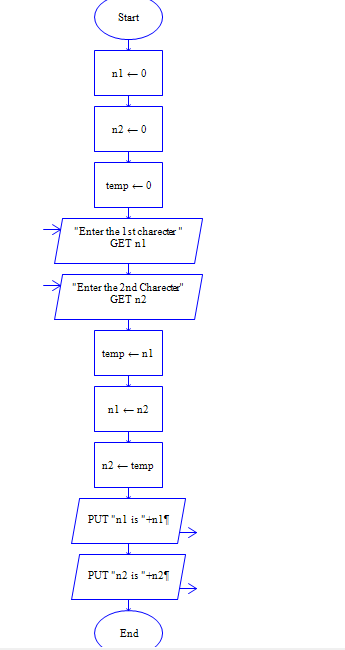 Start
n1 ← 0
n2 ← 0
temp ← 0
"Enter the 1st charecter "
GET n1
"Enter the 2nd Charecter"
GET n2
temp ← n1
n1 ← n2
n2 ← temp
PUT "n1 is "+n1¶
PUT "n2 is "+n2¶
End